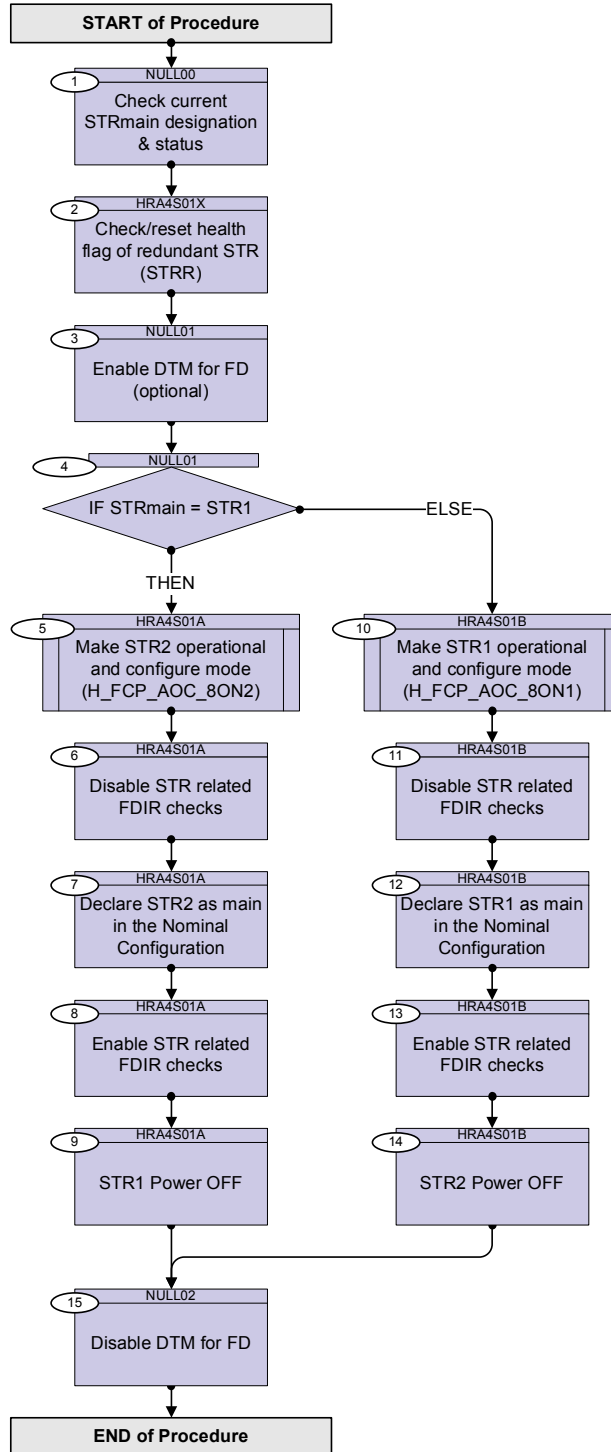 START of Procedure
NULL00
1
Check current
STRmain designation
& status
HRA4S01X
2
Check/reset health
flag of redundant STR
(STRR)
NULL01
3
Enable DTM for FD
(optional)
NULL01
4
IF STRmain = STR1
ELSE
THEN
HRA4S01A
5
Make STR2 operational
and configure mode
(H_FCP_AOC_8ON2)
HRA4S01B
10
Make STR1 operational
and configure mode
(H_FCP_AOC_8ON1)
HRA4S01A
6
Disable STR related
FDIR checks
HRA4S01B
11
Disable STR related
FDIR checks
HRA4S01A
7
Declare STR2 as main
in the Nominal
Configuration
HRA4S01B
12
Declare STR1 as main
in the Nominal
Configuration
HRA4S01A
8
Enable STR related
FDIR checks
HRA4S01B
13
Enable STR related
FDIR checks
HRA4S01A
9
STR1 Power OFF
HRA4S01B
14
STR2 Power OFF
NULL02
15
Disable DTM for FD
END of Procedure